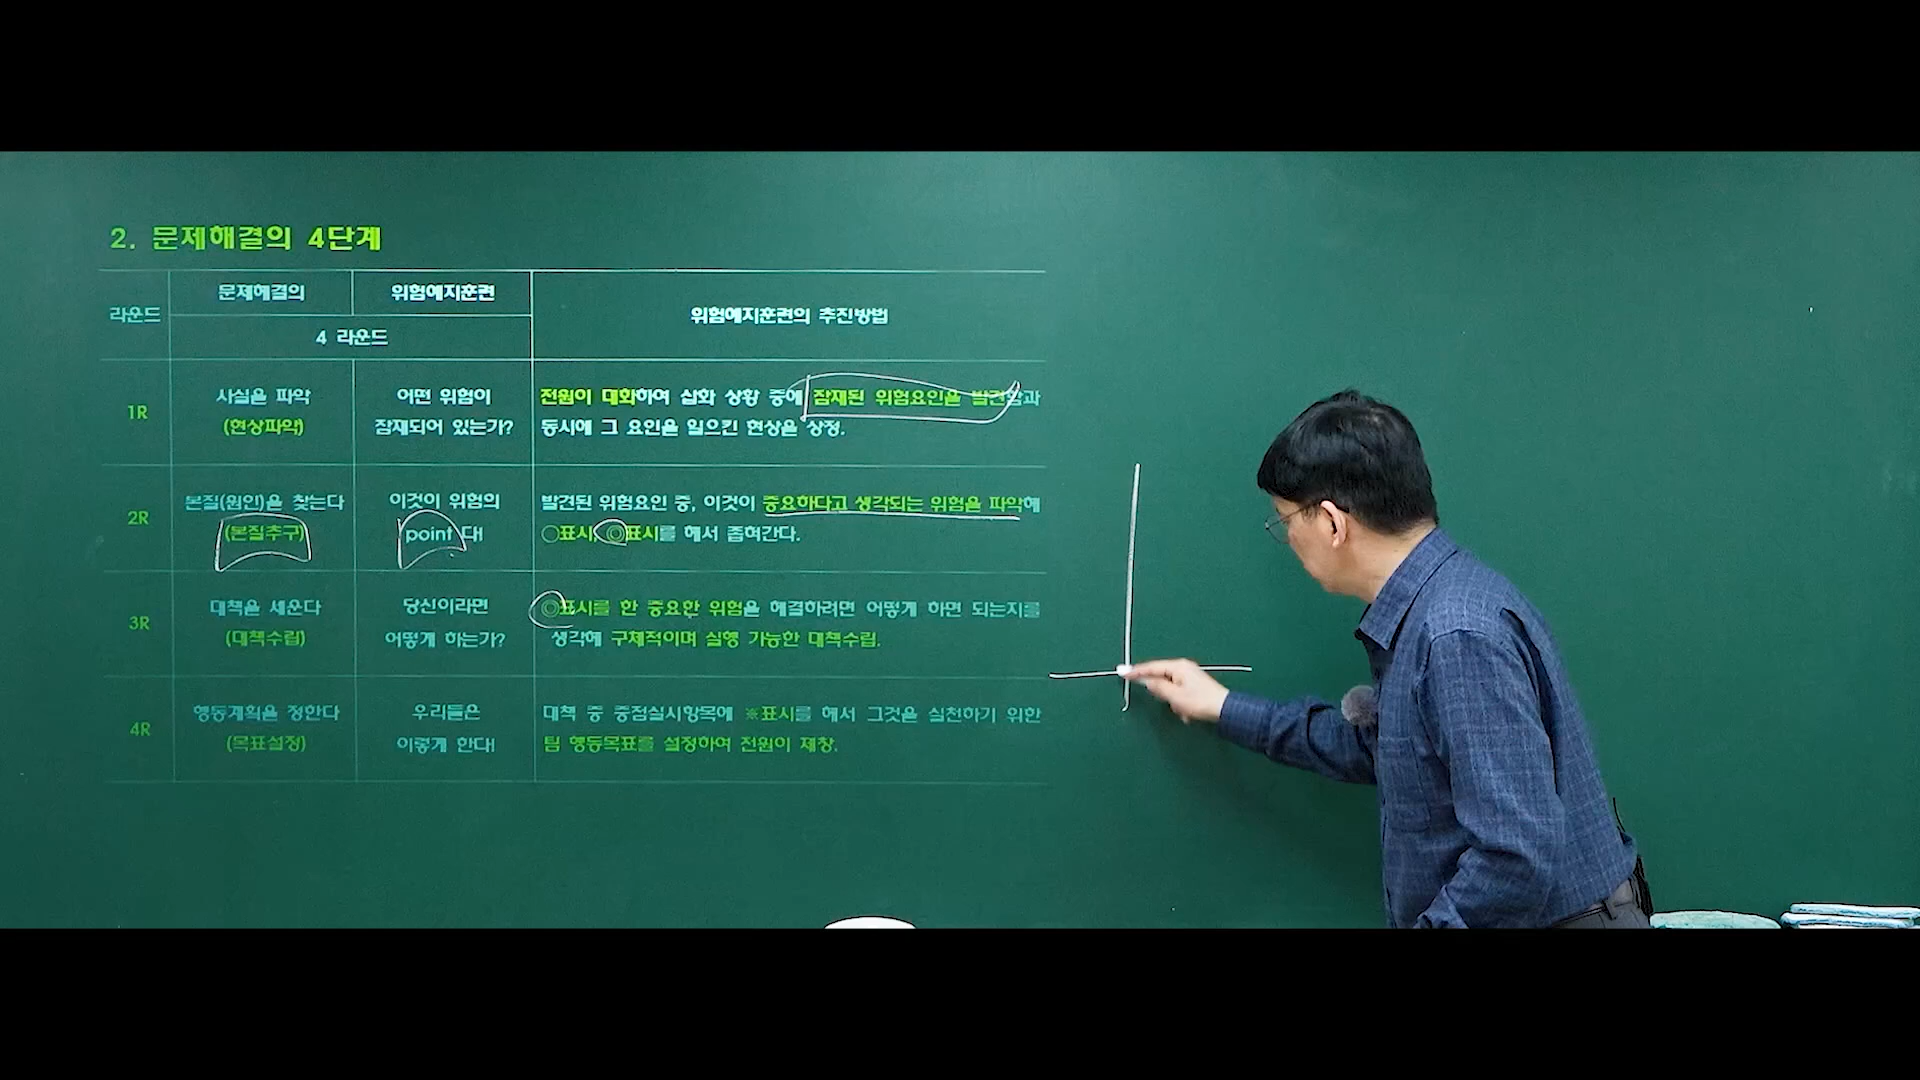 2. 문제해결의 4단계
라운드
문제해결의
위험예지훈련
4 라운드
위험예지훈련의 추진방법
1R
사실을 파악
(현상파악)
어떤 위험이
잠재되어 있는가?
전원이 대화하여 삽화 상황 중에 잠재된 위험요인을 발견함과
동시에 그 요인을 일으킨 현상을 상정.
2R
본질(원인)을 찾는다
(본질추구)
이것이 위험의
point 다!
발견된 위험요인 중, 이것이 중요하다고 생각되는 위험을 파악해
○표시, ◎표시를 해서 좁혀간다.
3R
대책을 세운다
(대책수립)
당신이라면
어떻게 하는가?
◎표시를 한 중요한 위험을 해결하려면 어떻게 하면 되는지를
생각해 구체적이며 실행 가능한 대책수립.
4R
행동계획을 정한다
(목표설정)
우리들은
이렇게 한다!
대책 중 중점실시항목에 ※표시를 해서 그것을 실천하기 위한
팀 행동목표를 설정하여 전원이 제창.